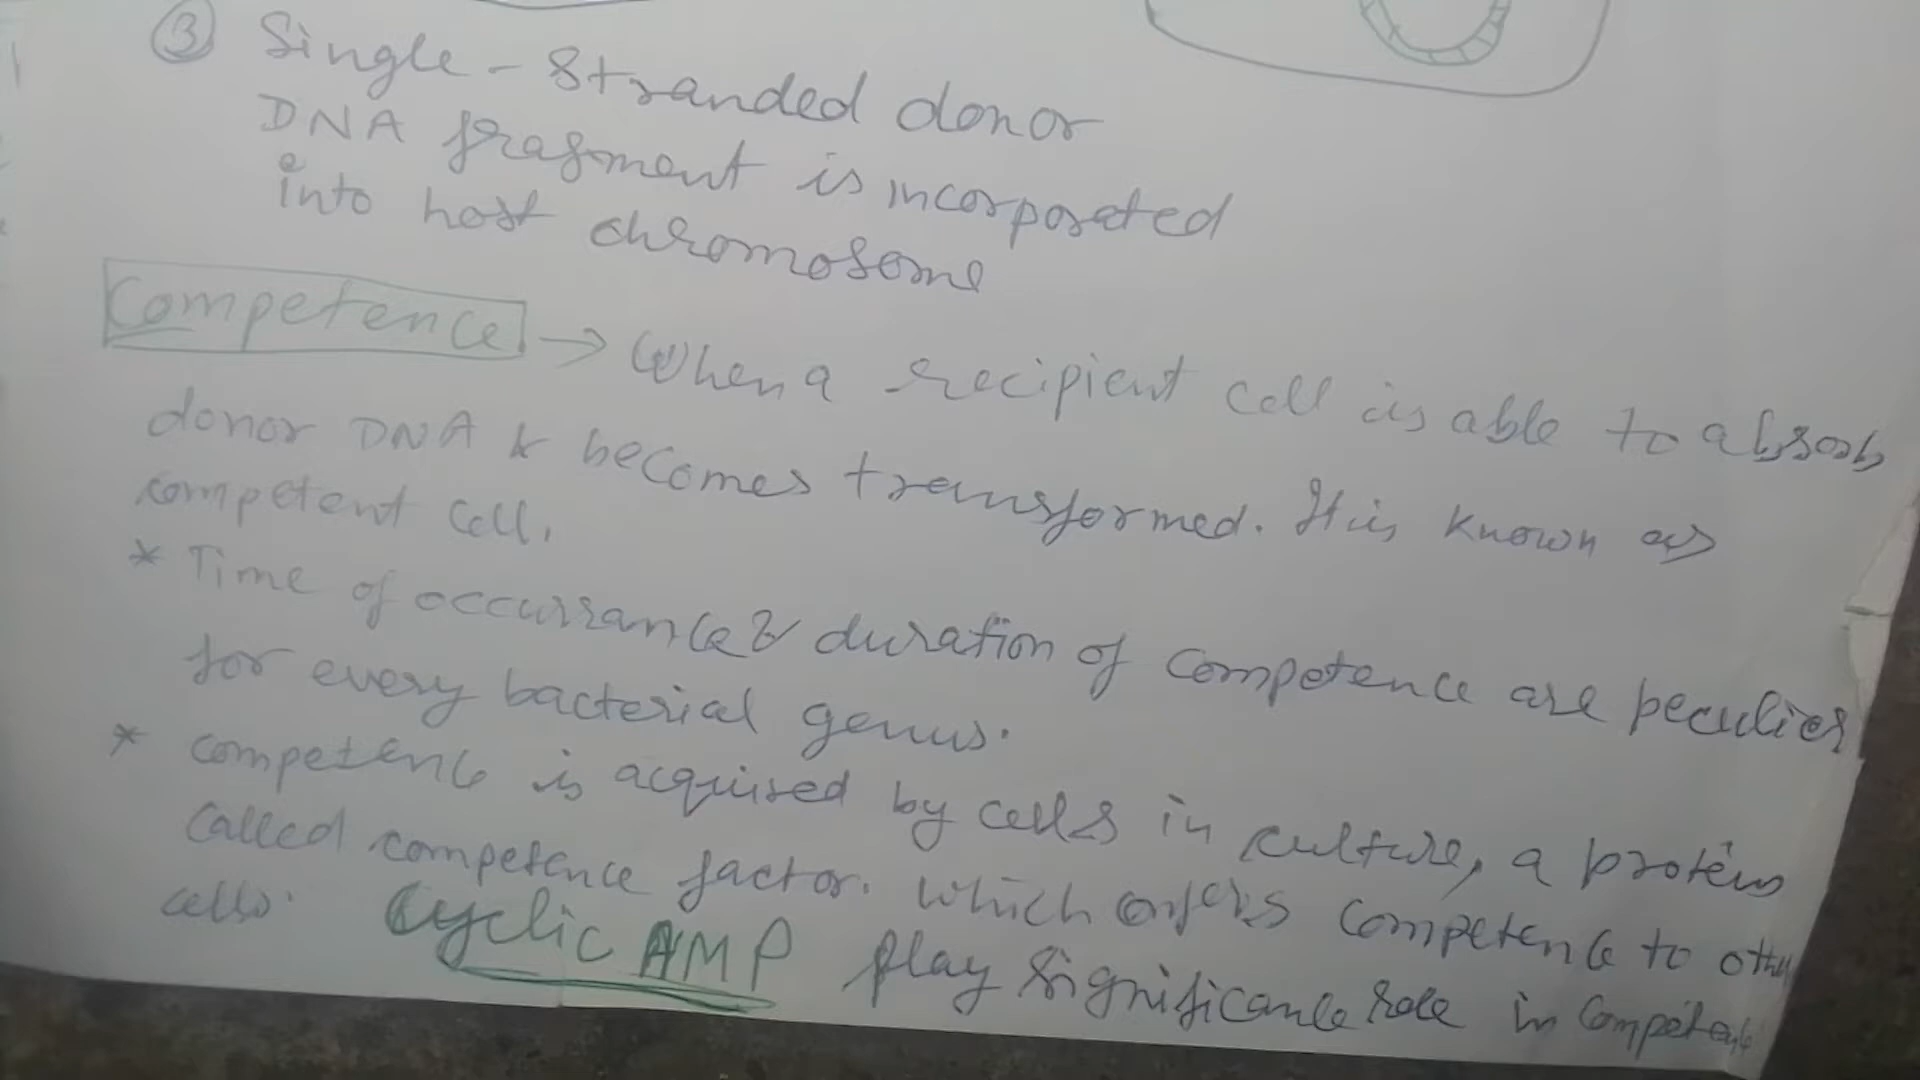 ③ Single-stranded donor
DNA fragment is incorporated
into host chromosome
Competence → When a recipient cell is able to absorb
donor DNA & becomes transformed. It is known as
competent cell.
* Time of occurrance & duration of competence are peculier
for every bacterial genus.
* competence is acquired by cells in culture, a protein
called competence factor. Which offers competence to other
cells. Cyclic AMP play significance role in Competence